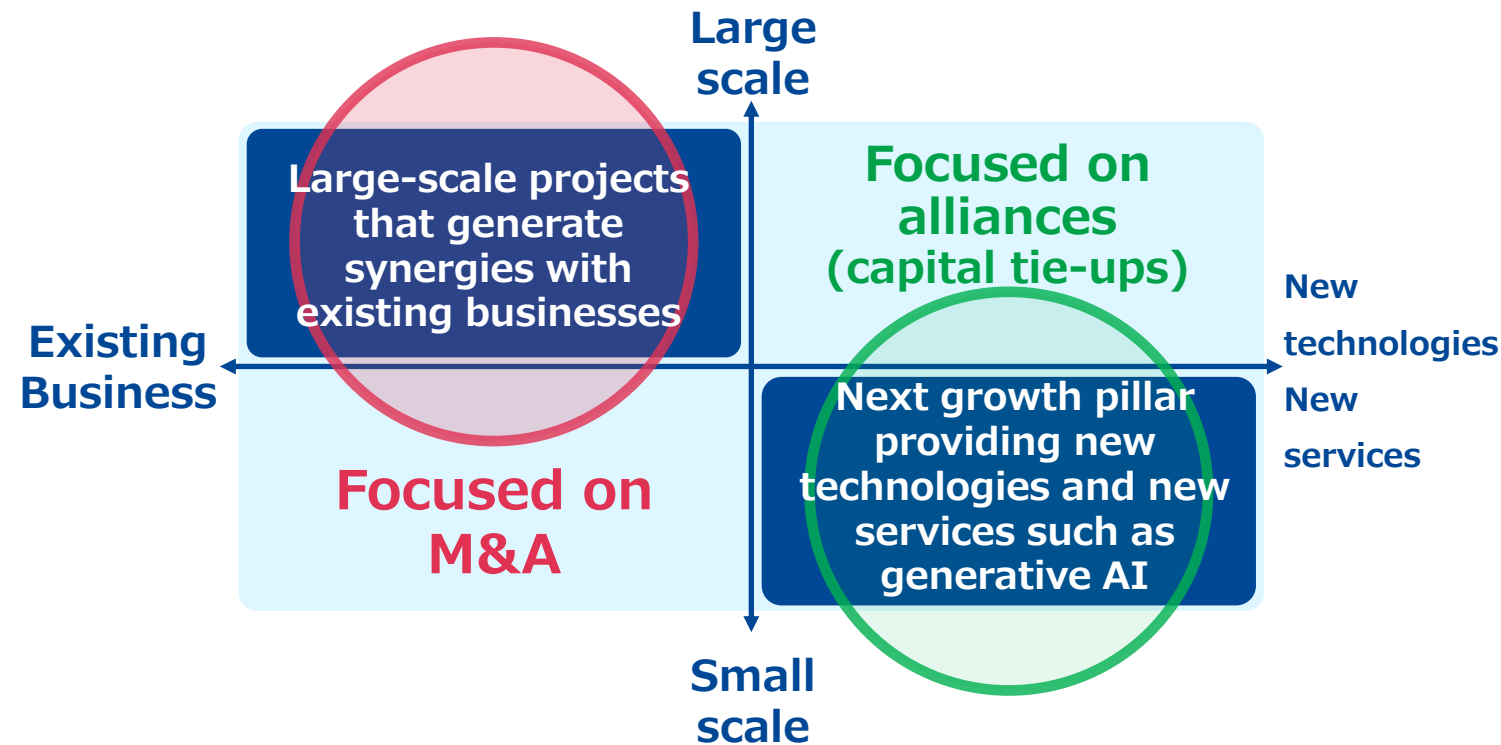 Large
scale
Large-scale projects
that generate
synergies with
existing businesses
Focused on
alliances
(capital tie-ups)
Existing
Business
New
technologies
New
services
Focused on
M&A
Next growth pillar
providing new
technologies and new
services such as
generative AI
Small
scale